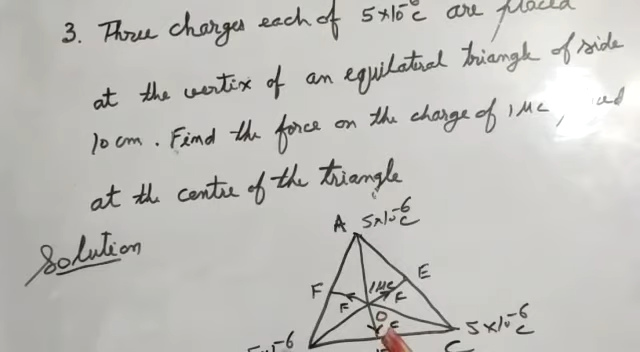 3. Three charges each of 5×10⁻⁶c are placed
at the vertix of an equilateral triangle of side
10 cm. Find the force on the charge of 1μc,
at the centre of the triangle
Solution
A 5×10⁻⁶c
F 1μc E
F F
O F
C 5×10⁻⁶c